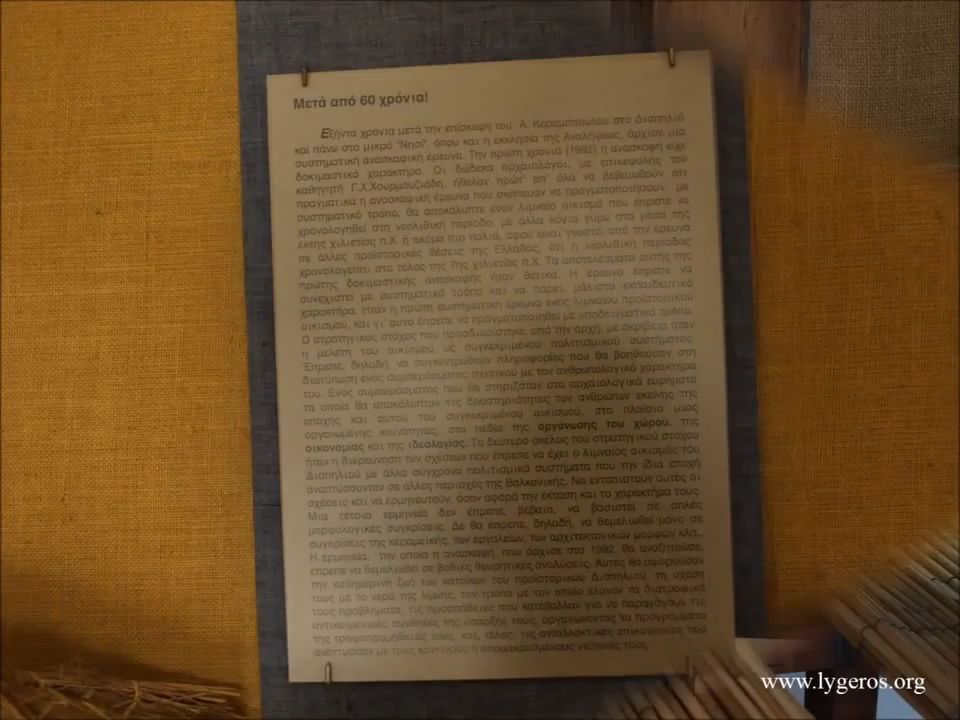 Μετά από 60 χρόνια!
Εξήντα χρόνια μετά την επίσκεψη του Α. Κεραμόπουλου στο Δισπηλιό
και πάνω στο μικρό "Νησί", όπου και η εκκλησία της Αναλήψεως, άρχισε μία
συστηματική ανασκαφική έρευνα. Την πρώτη χρονιά (1992) η ανασκαφή είχε
δοκιμαστικό χαρακτήρα. Οι δώδεκα αρχαιολόγοι, με επικεφαλής τον
καθηγητή Γ.Χ.Χουρμουζιάδη, ήθελαν πρώτ' απ' όλα να βεβαιωθούν ότι
πραγματικά η ανασκαφική έρευνα που σκόπευαν να πραγματοποιήσουν, με
συστηματικό τρόπο, θα αποκάλυπτε έναν λιμναίο οικισμό που έπρεπε να
χρονολογηθεί στη νεολιθική περίοδο, με άλλα λόγια γύρω στα μέσα της
έκτης χιλιετίας π.Χ. ή ακόμα πιο παλιά, αφού είναι γνωστό, από την έρευνα
σε άλλες προϊστορικές θέσεις της Ελλάδας, ότι η νεολιθική περίοδος
χρονολογείται στο τέλος της 7ης χιλιετίας π.Χ. Τα αποτελέσματα αυτής της
πρώτης δοκιμαστικής ανασκαφής ήταν θετικά. Η έρευνα έπρεπε να
συνεχιστεί με συστηματικό τρόπο και να πάρει, μάλιστα εκπαιδευτικό
χαρακτήρα. Ήταν η πρώτη συστηματική έρευνα ενός λιμναίου προϊστορικού
οικισμού, και γι' αυτό έπρεπε να πραγματοποιηθεί με υποδειγματικό τρόπο.
Ο στρατηγικός στόχος που προσδιορίστηκε, από την αρχή, με ακρίβεια ήταν
η μελέτη του οικισμού ως συγκεκριμένου πολιτισμικού συστήματος.
Έπρεπε, δηλαδή, να συγκεντρωθούν πληροφορίες που θα βοηθούσαν στη
διατύπωση ενός συμπεράσματος σχετικού με τον ανθρωπολογικό χαρακτήρα
του. Ενός συμπεράσματος που θα στηριζόταν στα αρχαιολογικά ευρήματα
τα οποία θα αποκάλυπταν τις δραστηριότητες των ανθρώπων εκείνης της
εποχής και αυτού του συγκεκριμένου οικισμού, στο πλαίσιο μιας
οργανωμένης κοινότητας, στα πεδία της οργάνωσης του χώρου, της
οικονομίας και της ιδεολογίας. Το δεύτερο σκέλος του στρατηγικού στόχου
ήταν η διερεύνηση των σχέσεων που έπρεπε να έχει ο λιμναίος οικισμός του
Δισπηλιού με άλλα σύγχρονα πολιτισμικά συστήματα που την ίδια εποχή
αναπτύσσονταν σε άλλες περιοχές της Βαλκανικής. Να εντοπιστούν αυτές οι
σχέσεις και να ερμηνευτούν, όσον αφορά την έκταση και το χαρακτήρα τους.
Μια τέτοια ερμηνεία δεν έπρεπε, βέβαια, να βασιστεί σε απλές
μορφολογικές συγκρίσεις. Δε θα έπρεπε, δηλαδή, να θεμελιωθεί μόνο σε
συγκρίσεις της κεραμεικής, των εργαλείων, των αρχιτεκτονικών μορφών κλπ..
Η ερμηνεία, την οποία η ανασκαφή, που άρχισε στα 1992, θα αναζητούσε,
έπρεπε να θεμελιωθεί σε βαθιές θεωρητικές αναλύσεις. Αυτές θα αφορούσαν
την καθημερινή ζωή των κατοίκων του προϊστορικού Δισπηλιού, τη σχέση
τους με το νερό της λίμνης, τον τρόπο με τον οποίο έλυναν τα διατροφικά
τους προβλήματα, τις προσπάθειες που κατέβαλλαν για να παραγάγουν τις
αντικειμενικές συνθήκες της ύπαρξής τους, οργανώνοντας τα προγράμματα
της τροφοπρομήθειάς τους και, τέλος, τις ανταλλακτικές επικοινωνίες που
ανέπτυσσαν με τους κοντινούς ή απομακρυσμένους γείτονές τους.
www.lygeros.org